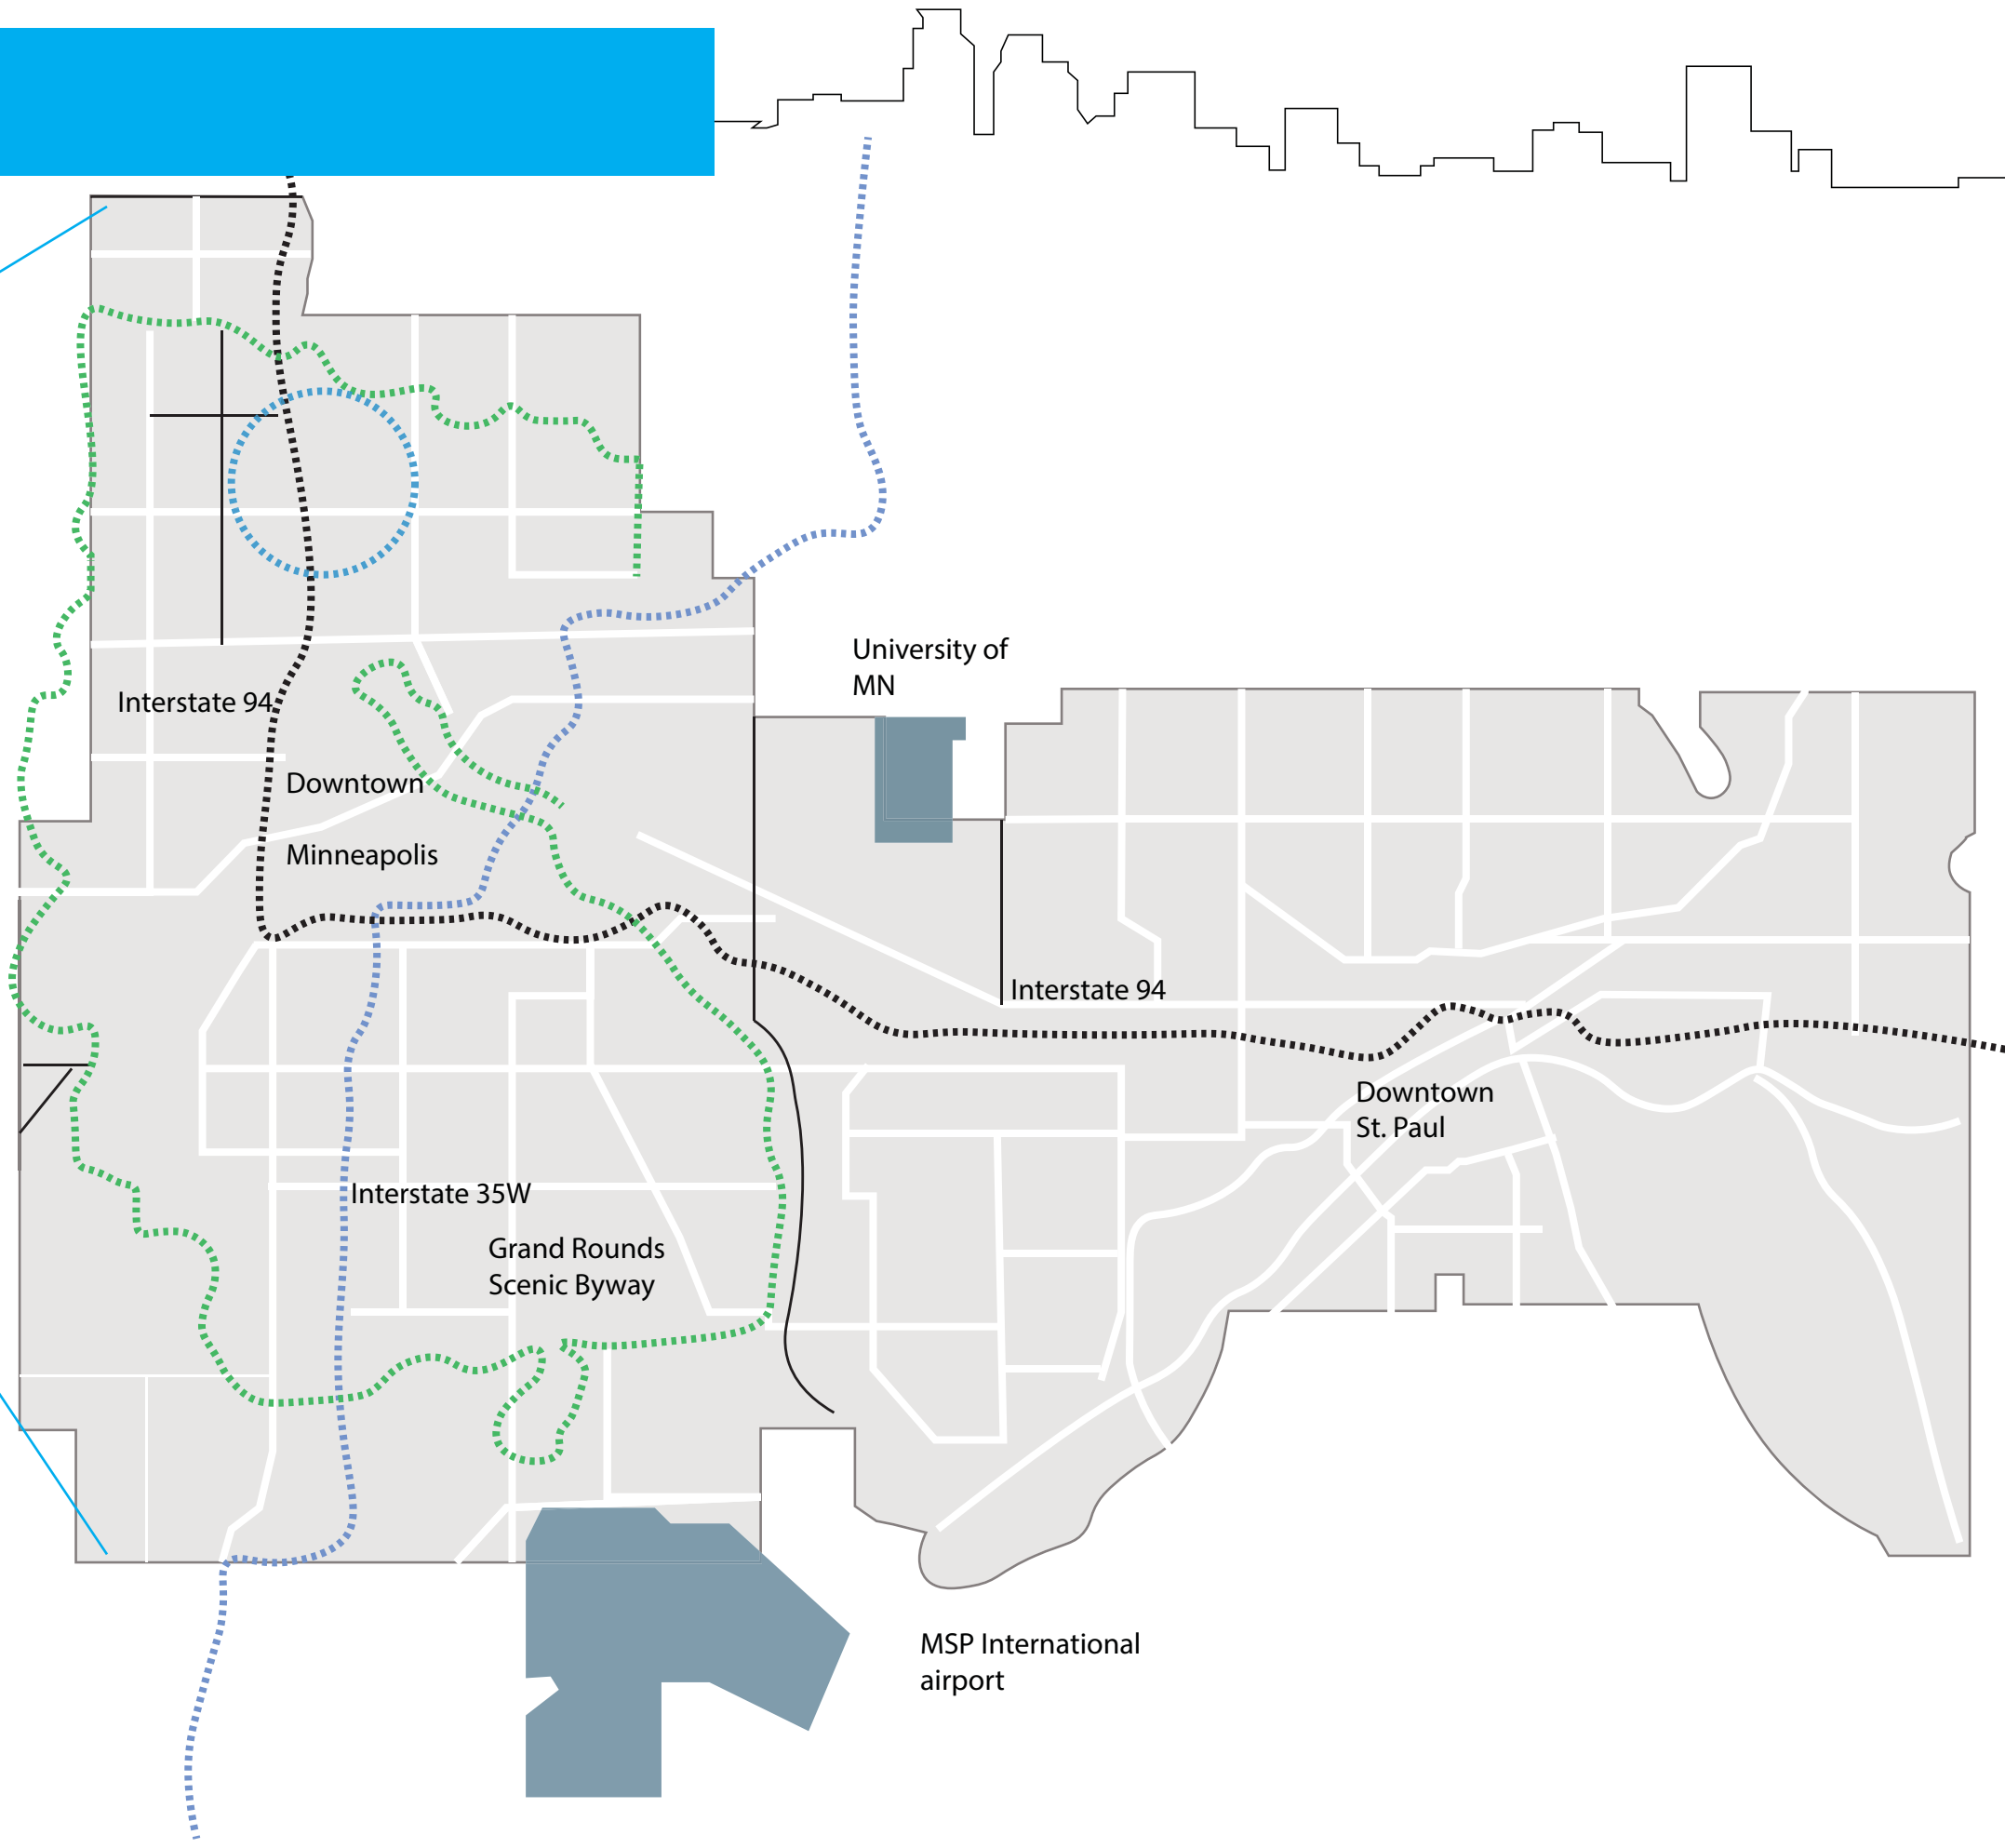 University of
MN
Interstate 94
Downtown
Minneapolis
Interstate 94
Downtown
St. Paul
Interstate 35W
Grand Rounds
Scenic Byway
MSP International
airport